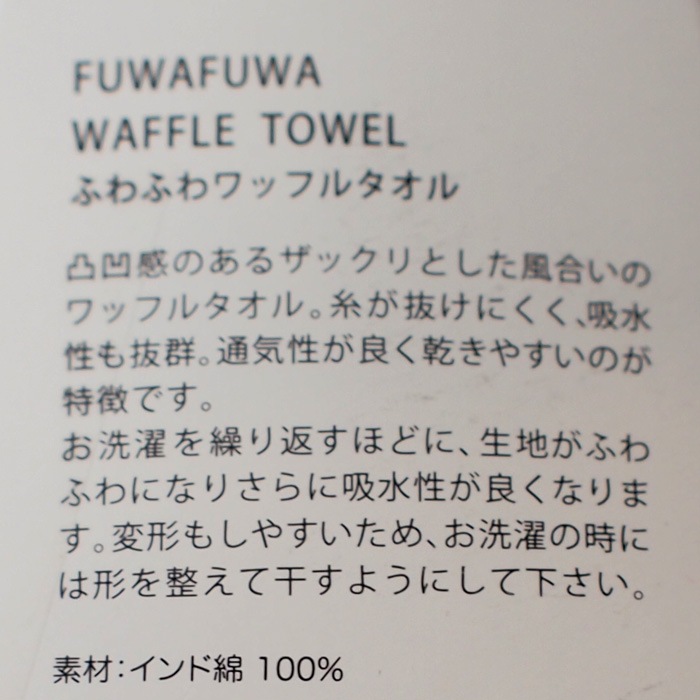 FUWAFUWA
WAFFLE TOWEL
ふわふわワッフルタオル
凸凹感のあるザックリとした風合いの
ワッフルタオル。糸が抜けにくく、吸水
性も抜群。通気性が良く乾きやすいのが
特徴です。
お洗濯を繰り返すほどに、生地がふわ
ふわになりさらに吸水性が良くなりま
す。変形もしやすいため、お洗濯の時に
は形を整えて干すようにして下さい。
素材：インド綿 100%